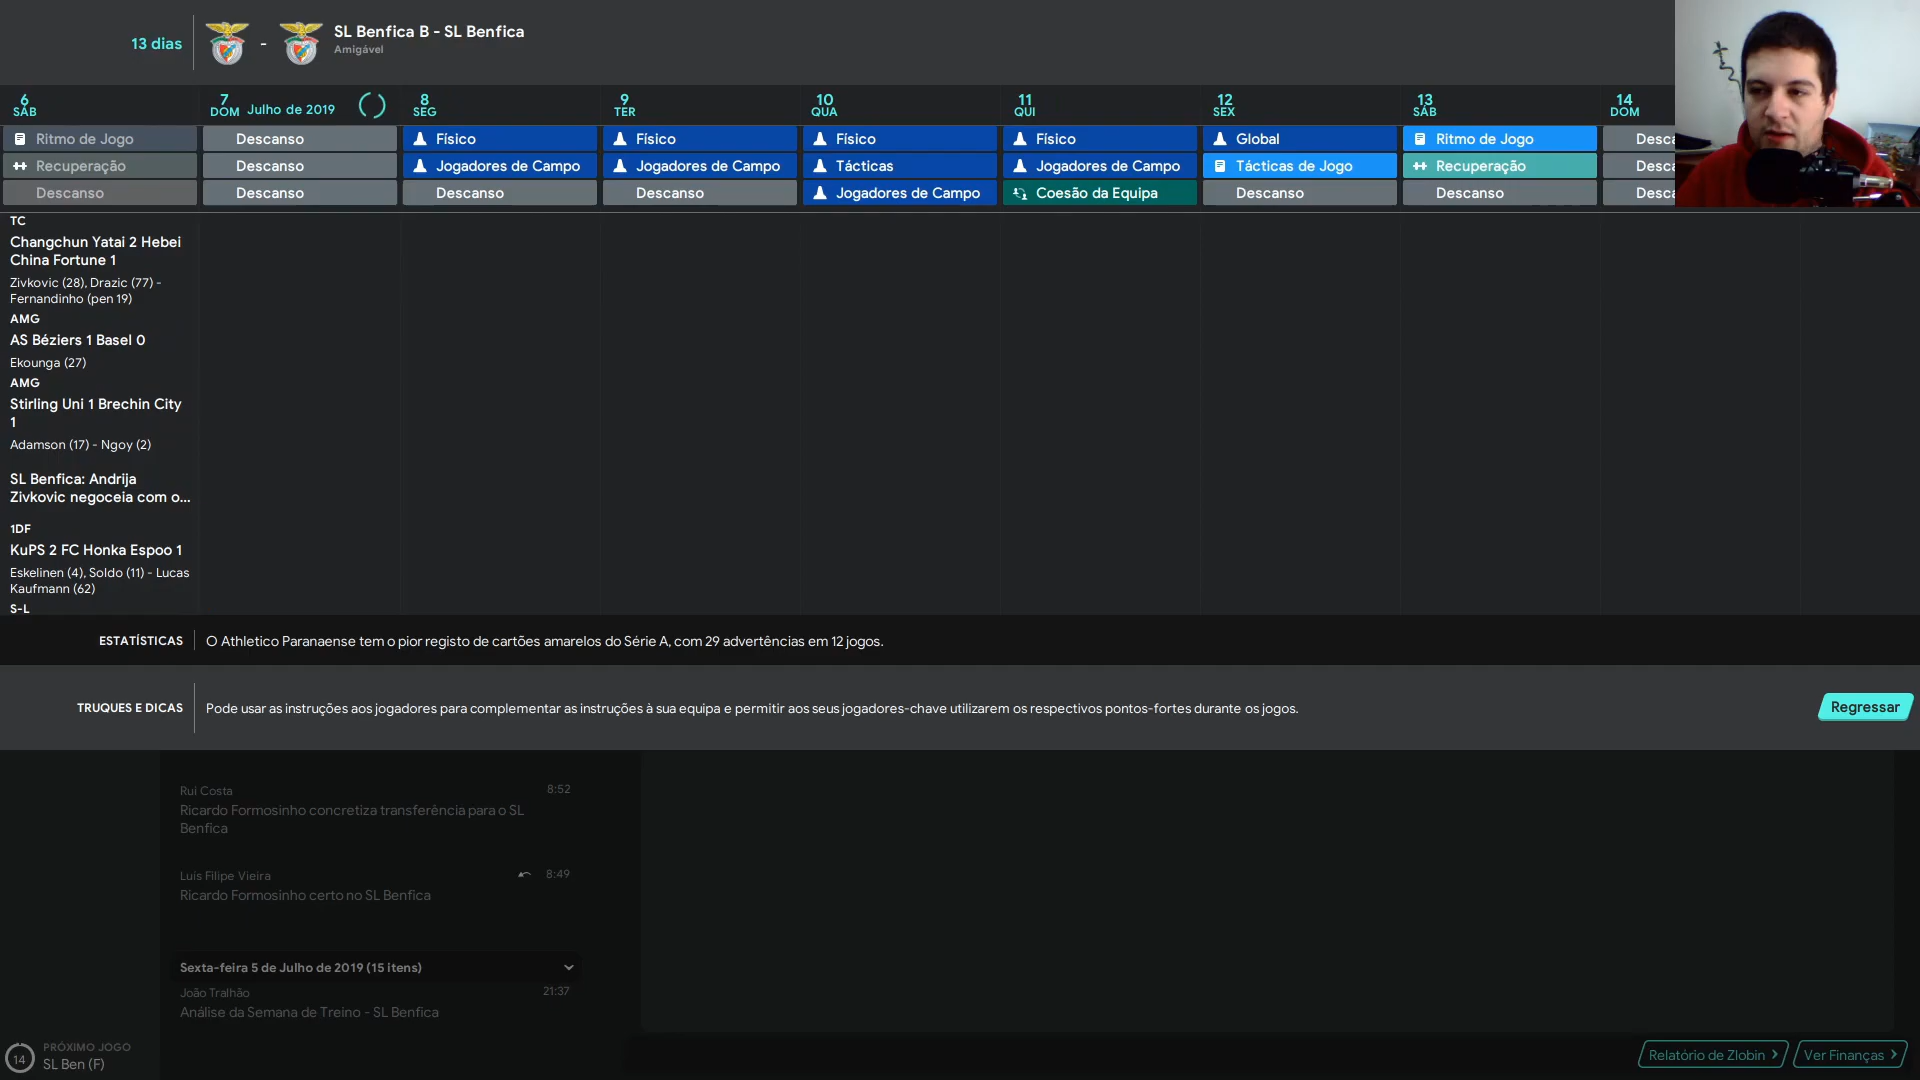 13 dias
-
SL Benfica B - SL Benfica
Amigável
6
SÁB
7
DOM Julho de 2019
8
SEG
9
TER
10
QUA
11
QUI
12
SEX
13
SÁB
14
DOM
Ritmo de Jogo
Descanso
Físico
Físico
Físico
Físico
Global
Ritmo de Jogo
Desca
Recuperação
Descanso
Jogadores de Campo
Jogadores de Campo
Tácticas
Jogadores de Campo
Tácticas de Jogo
Recuperação
Desca
Descanso
Descanso
Descanso
Descanso
Jogadores de Campo
Coesão da Equipa
Descanso
Descanso
Desca
TC
Changchun Yatai 2 Hebei
China Fortune 1
Zivkovic (28), Drazic (77) -
Fernandinho (pen 19)
AMG
AS Béziers 1 Basel 0
Ekounga (27)
AMG
Stirling Uni 1 Brechin City
1
Adamson (17) - Ngoy (2)
SL Benfica: Andrija
Zivkovic negoceia com o...
1DF
KuPS 2 FC Honka Espoo 1
Eskelinen (4), Soldo (11) - Lucas
Kaufmann (62)
S-L
ESTATÍSTICAS
O Athletico Paranaense tem o pior registo de cartões amarelos do Série A, com 29 advertências em 12 jogos.
TRUQUES E DICAS
Pode usar as instruções aos jogadores para complementar as instruções à sua equipa e permitir aos seus jogadores-chave utilizarem os respectivos pontos-fortes durante os jogos.
Regressar
Rui Costa
8:52
Ricardo Formosinho concretiza transferência para o SL
Benfica
Luís Filipe Vieira
8:49
Ricardo Formosinho certo no SL Benfica
Sexta-feira 5 de Julho de 2019 (15 itens)
João Tralhão
21:37
Análise da Semana de Treino - SL Benfica
14
PRÓXIMO JOGO
SL Ben (F)
Relatório de Zlobin
Ver Finanças